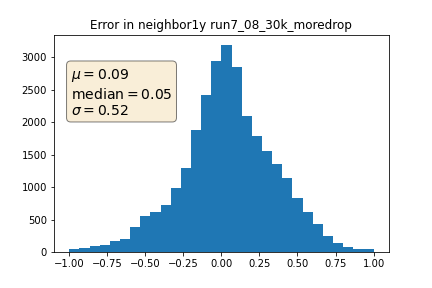 Error in neighbor1y run7_08_30k_moredrop
3000
2500
2000
1500
1000
500
0
μ = 0.09
median = 0.05
σ = 0.52
−1.00 −0.75 −0.50 −0.25 0.00 0.25 0.50 0.75 1.00